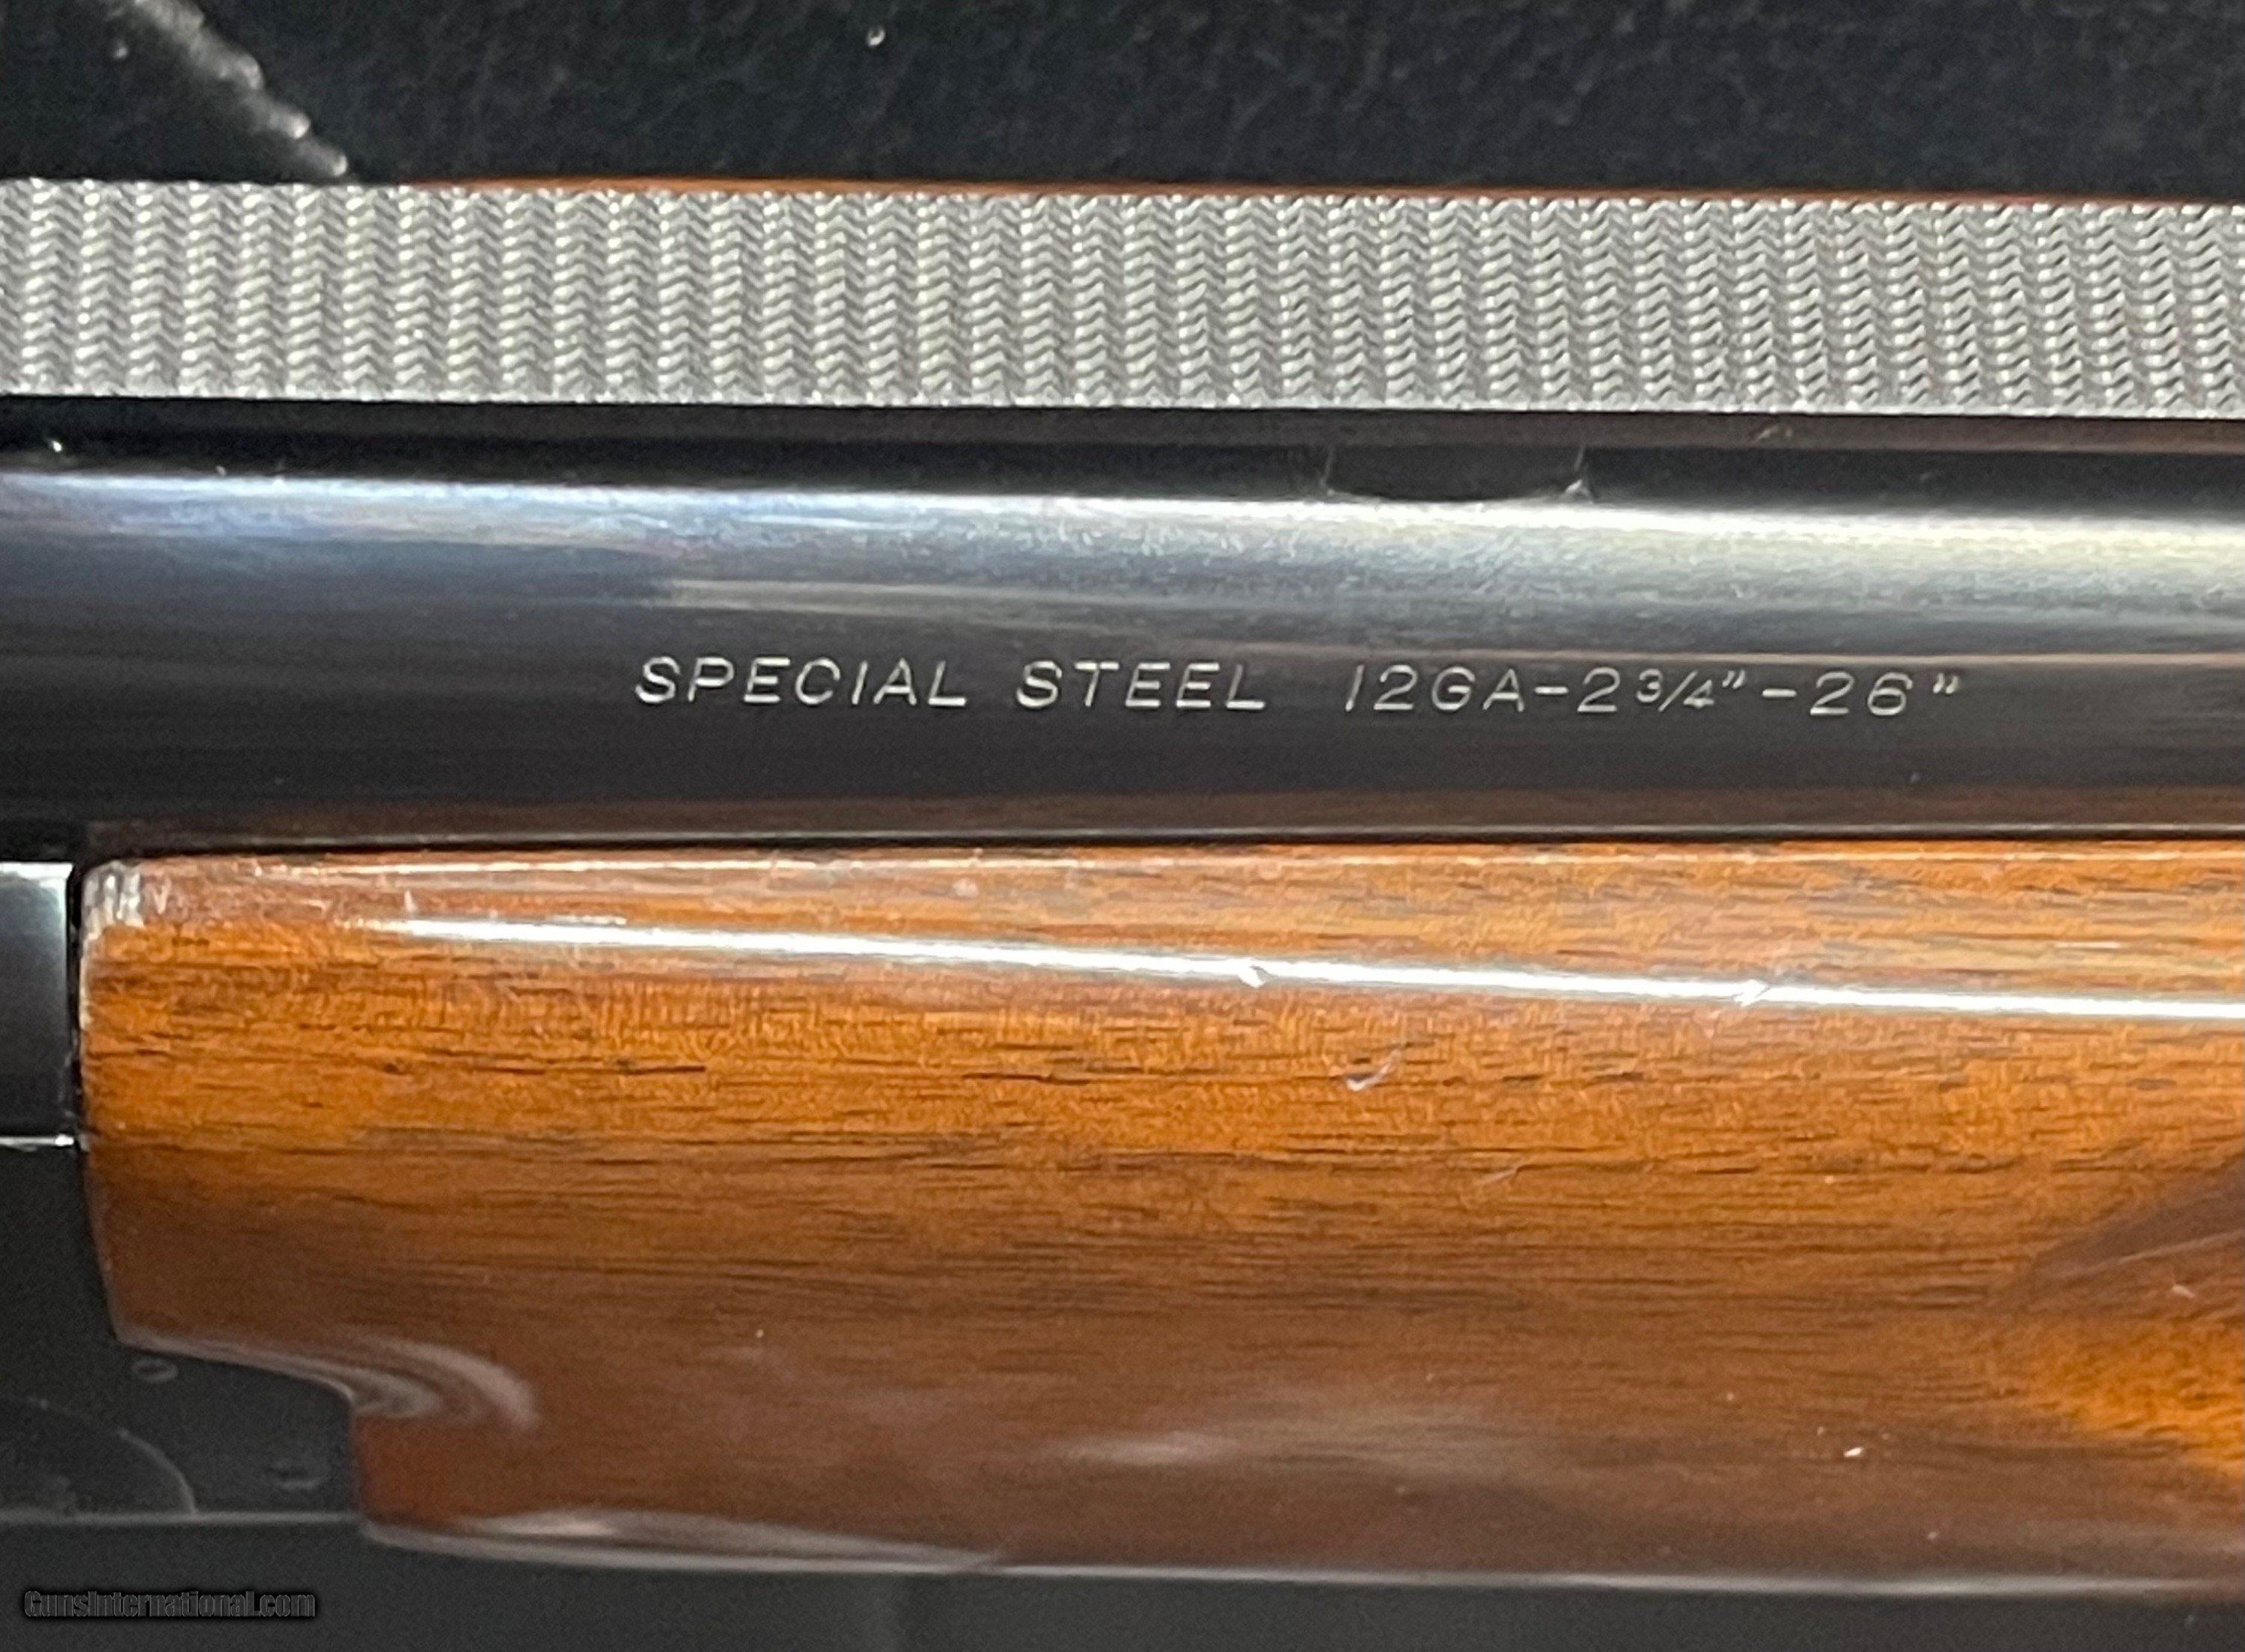 SPECIAL STEEL 12GA-2¾"-26"
GunsInternational.com